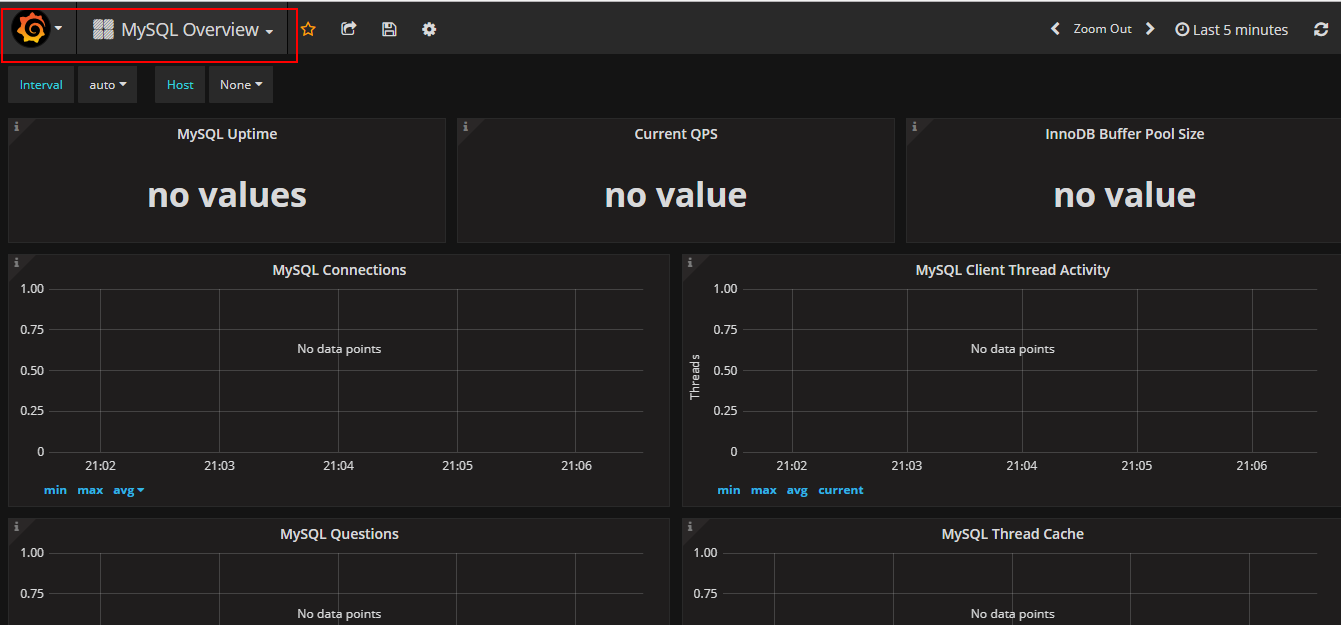 MySQL Overview
Zoom Out
Last 5 minutes
Interval
auto
Host
None
MySQL Uptime
no values
Current QPS
no value
InnoDB Buffer Pool Size
no value
MySQL Connections
1.00
0.75
0.50
0.25
0
No data points
21:02 21:03 21:04 21:05 21:06
min max avg
MySQL Client Thread Activity
Threads
1.00
0.75
0.50
0.25
0
No data points
21:02 21:03 21:04 21:05 21:06
min max avg current
MySQL Questions
1.00
0.75
No data points
MySQL Thread Cache
1.00
0.75
No data points